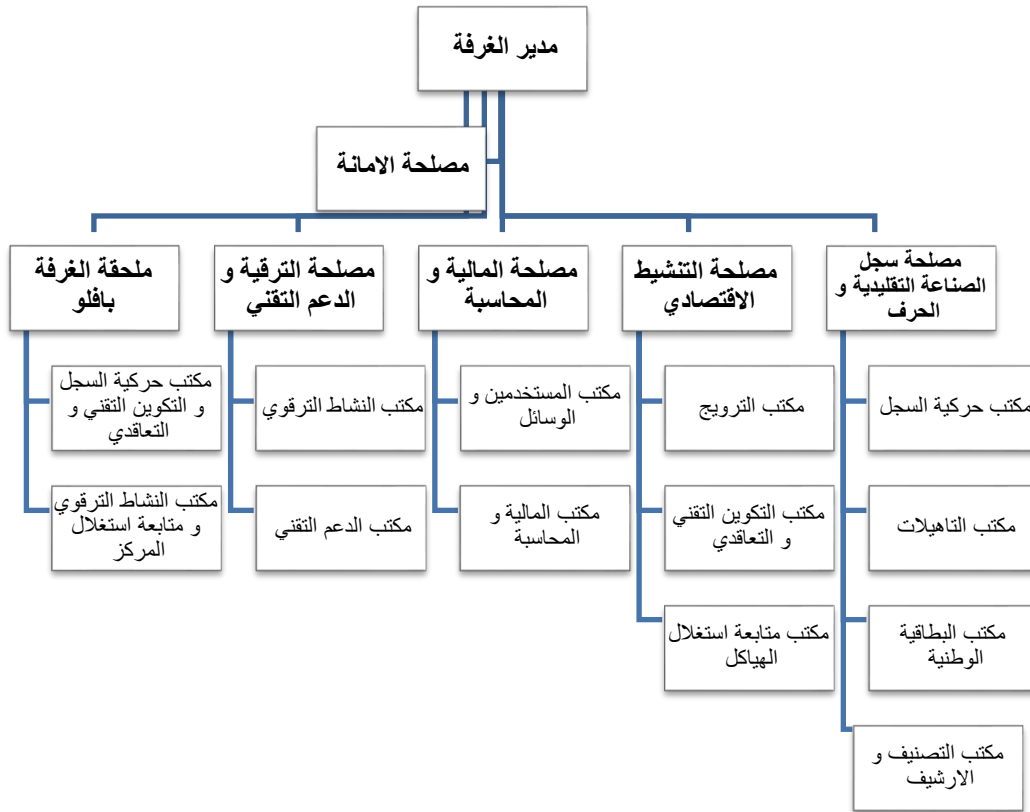 مدير الغرفة
مصلحة الامانة
مصلحة سجل
الصناعة التقليدية و
الحرف
مصلحة التنشيط
الاقتصادي
مصلحة المالية و
المحاسبة
مصلحة الترقية و
الدعم التقني
ملحقة الغرفة
بافلو
مكتب حركية السجل
مكتب التاهيلات
مكتب البطاقية
الوطنية
مكتب التصنيف و
الارشيف
مكتب الترويج
مكتب التكوين التقني
و التعاقدي
مكتب متابعة استغلال
الهياكل
مكتب المستخدمين و
الوسائل
مكتب المالية و
المحاسبة
مكتب النشاط الترقوي
مكتب الدعم التقني
مكتب حركية السجل
و التكوين التقني و
التعاقدي
مكتب النشاط الترقوي
و متابعة استغلال
المركز